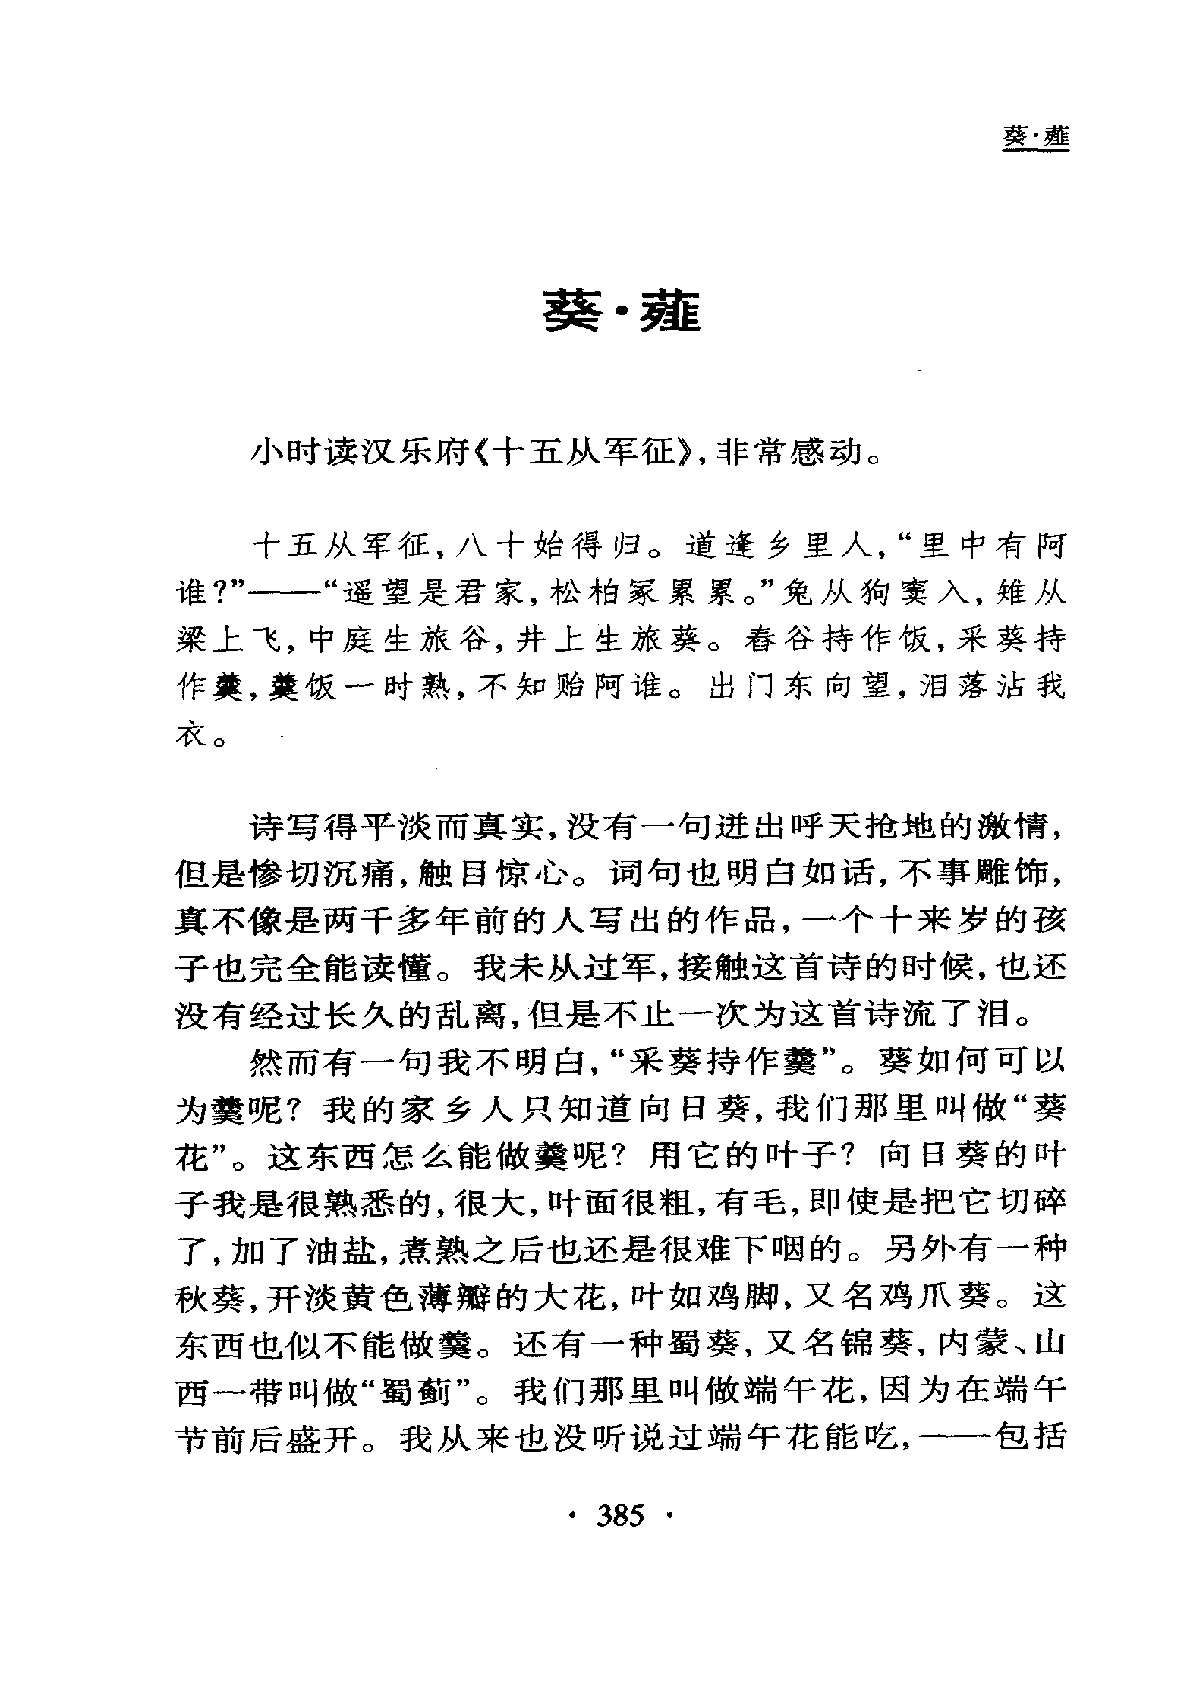 葵·薤
葵·薤
小时读汉乐府《十五从军征》,非常感动。
十五从军征,八十始得归。道逢乡里人,“里中有阿
谁?”——“遥望是君家,松柏冢累累。”兔从狗窦入,雉从
梁上飞,中庭生旅谷,井上生旅葵。舂谷持作饭,采葵持
作羹,羹饭一时熟,不知贻阿谁。出门东向望,泪落沾我
衣。
诗写得平淡而真实,没有一句迸出呼天抢地的激情,
但是惨切沉痛,触目惊心。词句也明白如话,不事雕饰,
真不像是两千多年前的人写出的作品,一个十来岁的孩
子也完全能读懂。我未从过军,接触这首诗的时候,也还
没有经过长久的乱离,但是不止一次为这首诗流了泪。
然而有一句我不明白,“采葵持作羹”。葵如何可以
为羹呢?我的家乡人只知道向日葵,我们那里叫做“葵
花”。这东西怎么能做羹呢?用它的叶子?向日葵的叶
子我是很熟悉的,很大,叶面很粗,有毛,即使是把它切碎
了,加了油盐,煮熟之后也还是很难下咽的。另外有一种
秋葵,开淡黄色薄瓣的大花,叶如鸡脚,又名鸡爪葵。这
东西也似不能做羹。还有一种蜀葵,又名锦葵,内蒙、山
西一带叫做“蜀蓟”。我们那里叫做端午花,因为在端午
节前后盛开。我从来也没听说过端午花能吃,——包括
· 385 ·